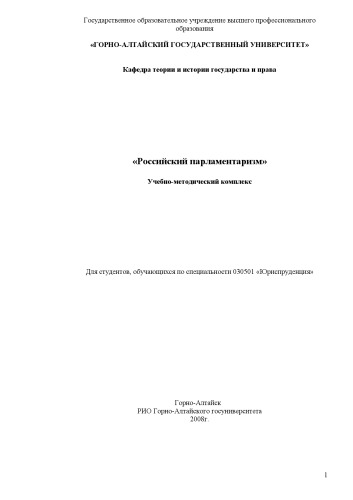 Государственное образовательное учреждение высшего профессионального
образования
«ГОРНО-АЛТАЙСКИЙ ГОСУДАРСТВЕННЫЙ УНИВЕРСИТЕТ»
Кафедра теории и истории государства и права
«Российский парламентаризм»
Учебно-методический комплекс
Для студентов, обучающихся по специальности 030501 «Юриспруденция»
Горно-Алтайск
РИО Горно-Алтайского госуниверситета
2008г.
1